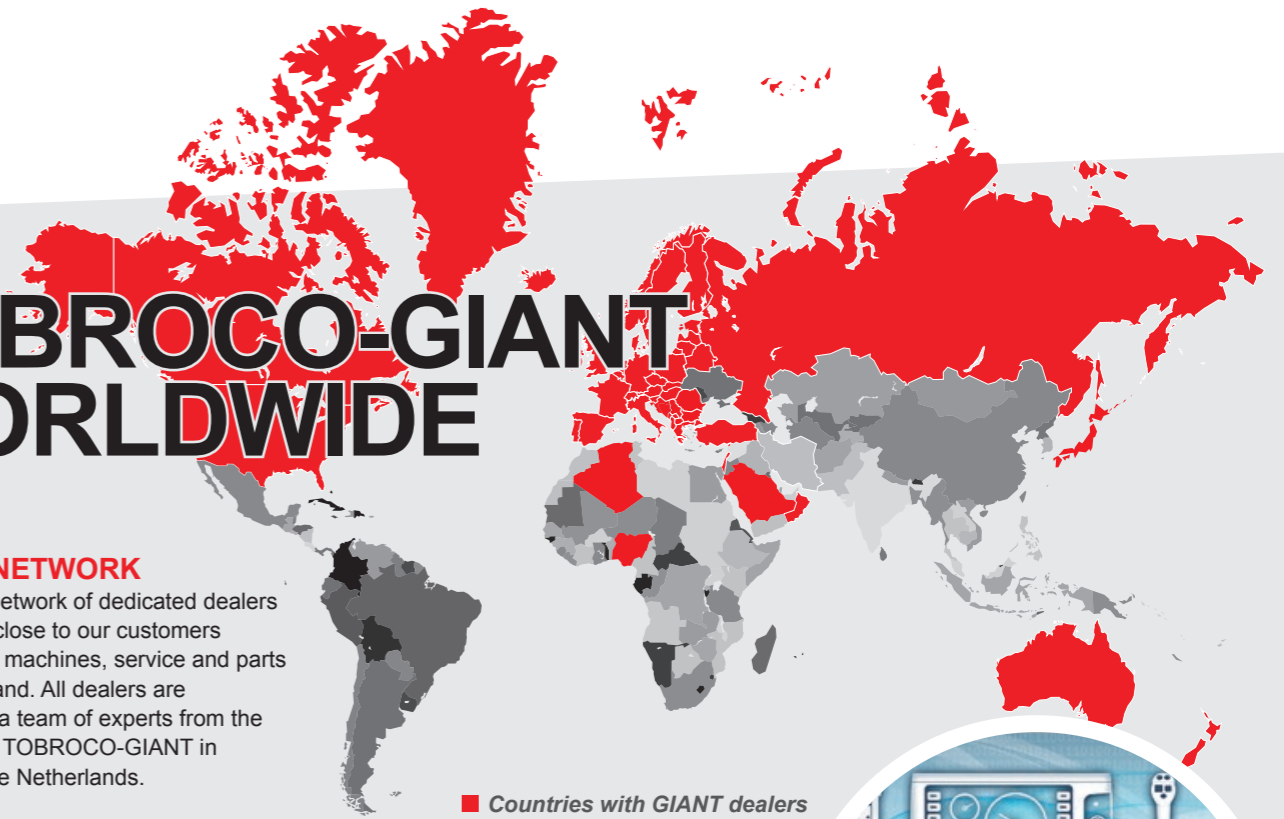 BROCO-GIANT
ORLDWIDE
NETWORK
etwork of dedicated dealers
close to our customers
machines, service and parts
and. All dealers are
a team of experts from the
TOBROCO-GIANT in
e Netherlands.
Countries with GIANT dealers